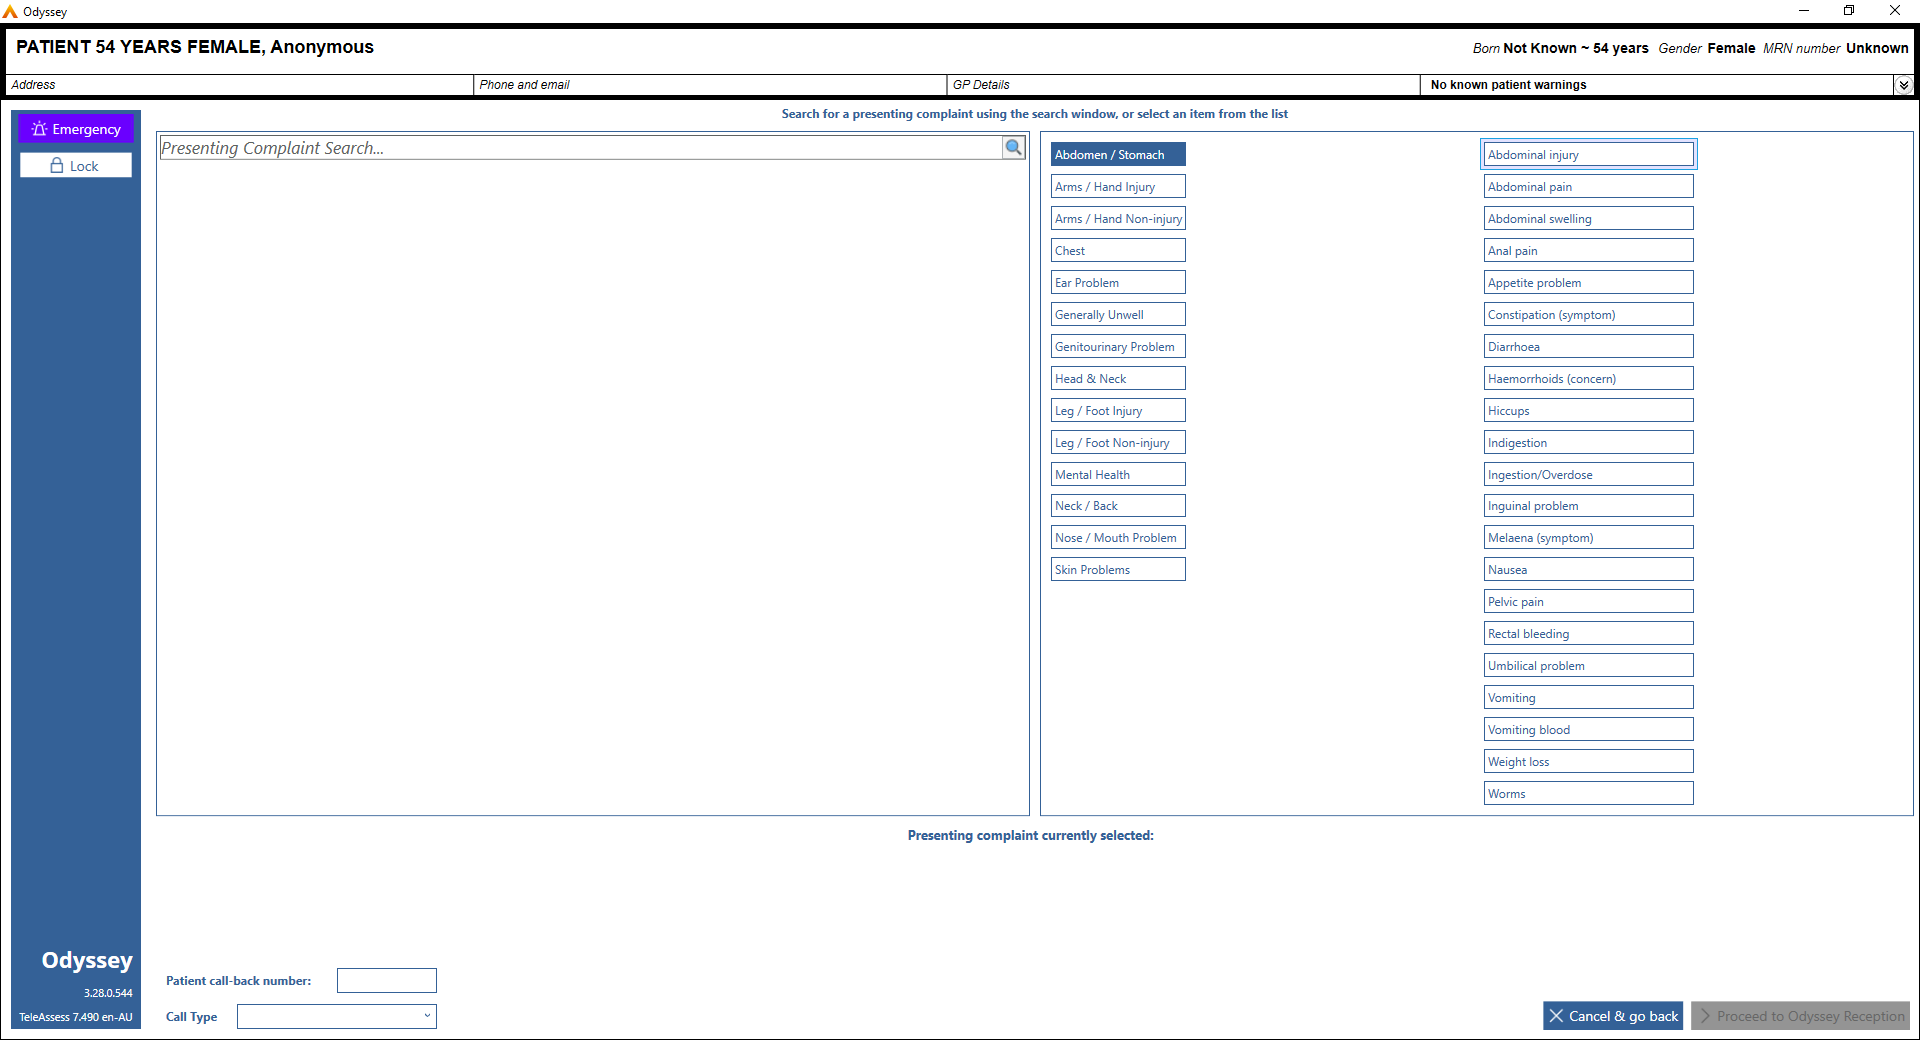 Odyssey
PATIENT 54 YEARS FEMALE, Anonymous
Born Not Known ~ 54 years Gender Female MRN number Unknown
Address
Phone and email
GP Details
No known patient warnings
Emergency
Lock
Search for a presenting complaint using the search window, or select an item from the list
Presenting Complaint Search...
Abdomen / Stomach
Arms / Hand Injury
Arms / Hand Non-injury
Chest
Ear Problem
Generally Unwell
Genitourinary Problem
Head & Neck
Leg / Foot Injury
Leg / Foot Non-injury
Mental Health
Neck / Back
Nose / Mouth Problem
Skin Problems
Abdominal injury
Abdominal pain
Abdominal swelling
Anal pain
Appetite problem
Constipation (symptom)
Diarrhoea
Haemorrhoids (concern)
Hiccups
Indigestion
Ingestion/Overdose
Inguinal problem
Melaena (symptom)
Nausea
Pelvic pain
Rectal bleeding
Umbilical problem
Vomiting
Vomiting blood
Weight loss
Worms
Presenting complaint currently selected:
Odyssey
3.28.0.544
TeleAssess 7.490 en-AU
Patient call-back number:
Call Type
Cancel & go back
Proceed to Odyssey Reception